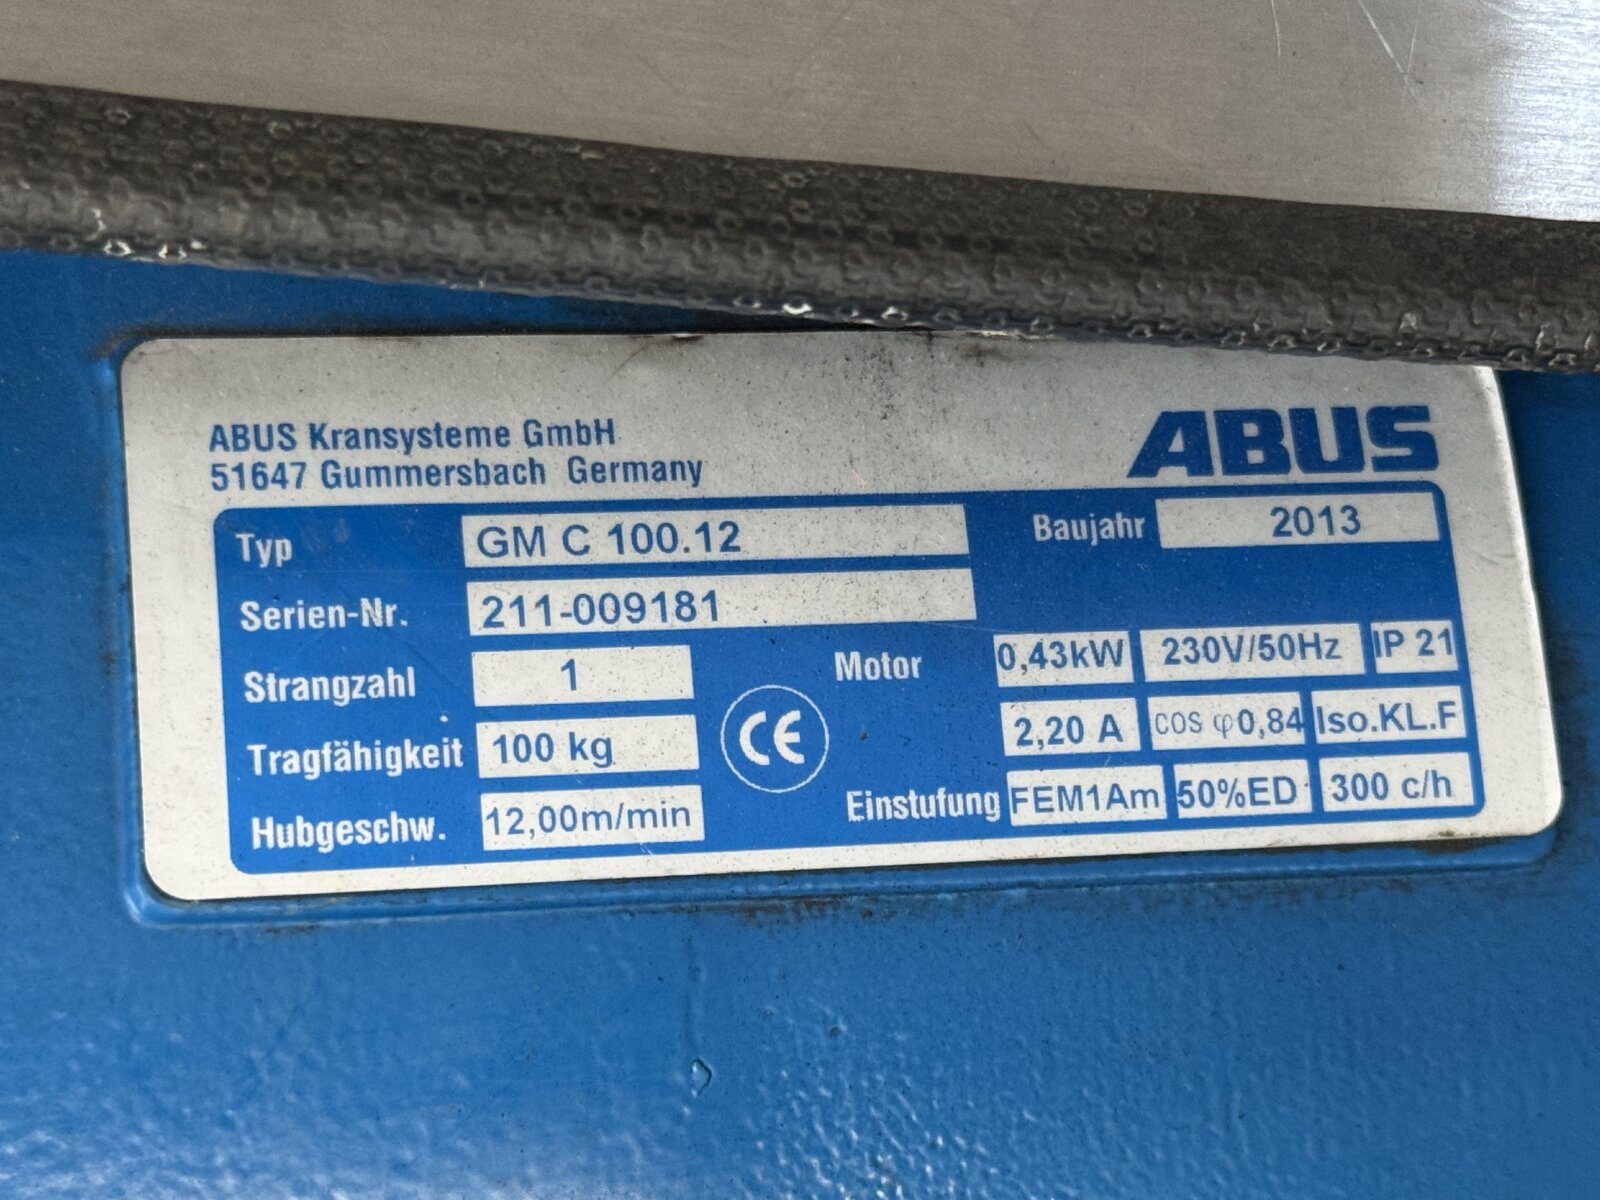 ABUS Kransysteme GmbH
51647 Gummersbach Germany
ABUS
Typ GM C 100.12 Baujahr 2013
Serien-Nr. 211-009181
Strangzahl 1 Motor 0,43kW 230V/50Hz IP 21
Tragfähigkeit 100 kg CE 2,20 A cos φ0,84 Iso.KL.F
Hubgeschw. 12,00m/min Einstufung FEM1Am 50%ED 300 c/h